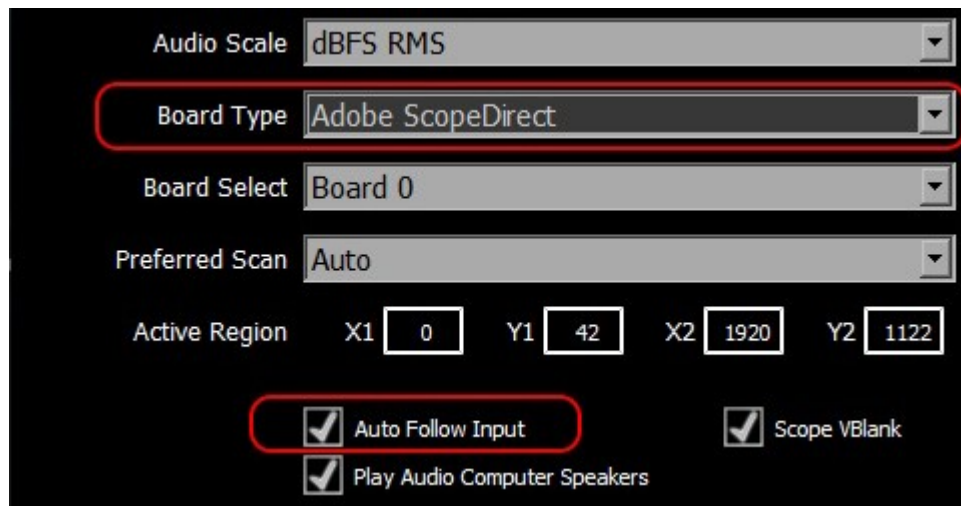 Audio Scale dBFS RMS
Board Type Adobe ScopeDirect
Board Select Board 0
Preferred Scan Auto
Active Region X1 0 Y1 42 X2 1920 Y2 1122
Auto Follow Input Scope VBlank
Play Audio Computer Speakers